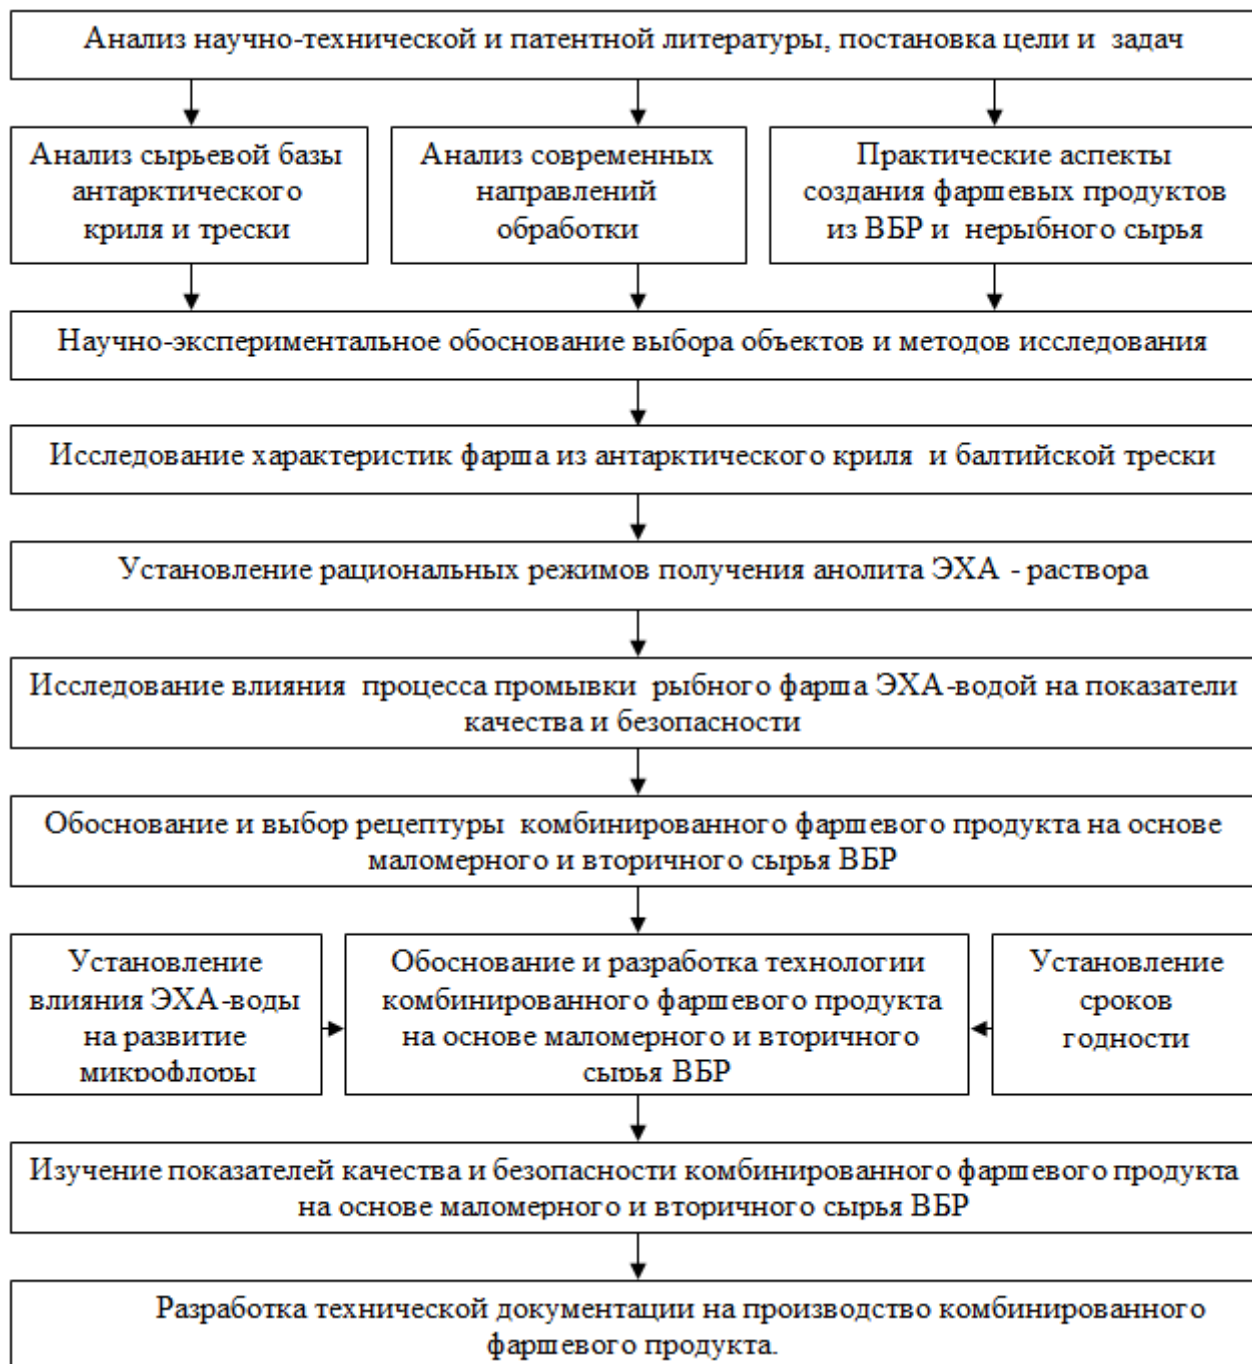 Анализ научно-технической и патентной литературы, постановка цели и задач
Анализ сырьевой базы
антарктического
криля и трески
Анализ современных
направлений
обработки
Практические аспекты
создания фаршевых продуктов
из ВБР и нерыбного сырья
Научно-экспериментальное обоснование выбора объектов и методов исследования
Исследование характеристик фарша из антарктического криля и балтийской трески
Установление рациональных режимов получения анолита ЭХА - раствора
Исследование влияния процесса промывки рыбного фарша ЭХА-водой на показатели
качества и безопасности
Обоснование и выбор рецептуры комбинированного фаршевого продукта на основе
маломерного и вторичного сырья ВБР
Установление
влияния ЭХА-воды
на развитие
микрофлоры
Обоснование и разработка технологии
комбинированного фаршевого продукта
на основе маломерного и вторичного
сырья ВБР
Установление
сроков
годности
Изучение показателей качества и безопасности комбинированного фаршевого продукта
на основе маломерного и вторичного сырья ВБР
Разработка технической документации на производство комбинированного
фаршевого продукта.